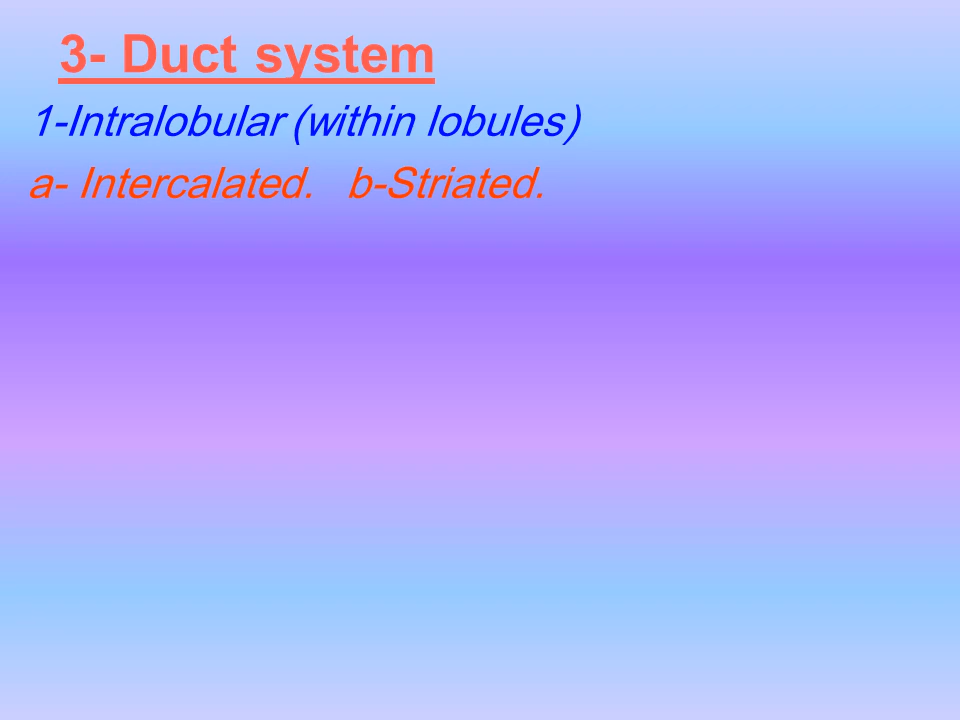 3- Duct system
1-Intralobular (within lobules)
a- Intercalated. b-Striated.